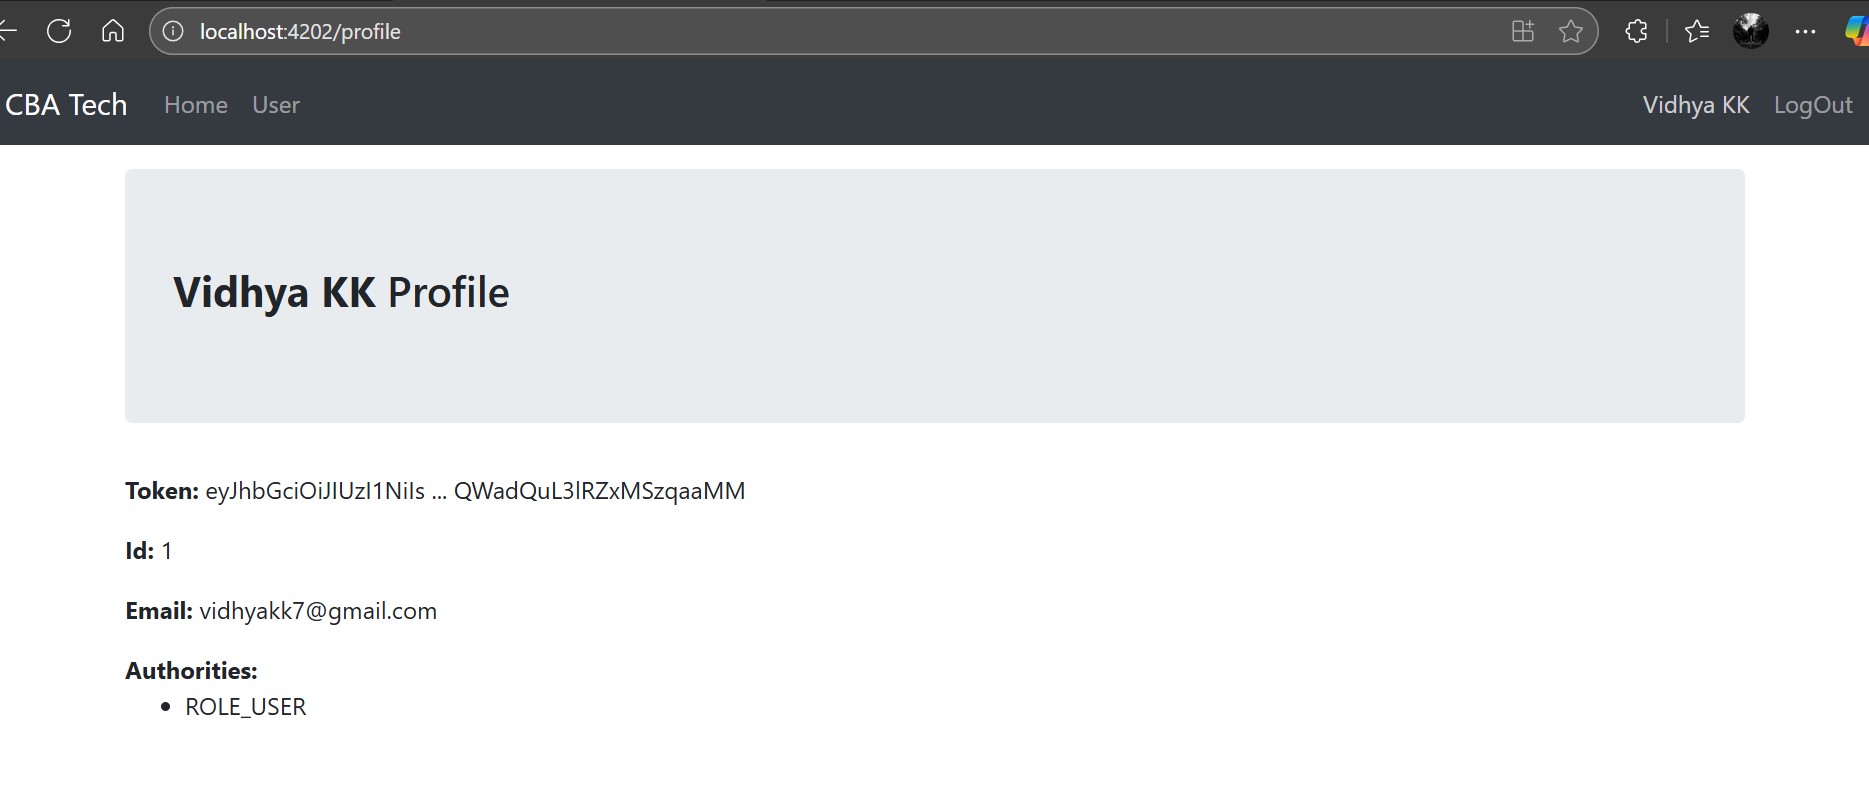 localhost:4202/profile
CBA Tech Home User Vidhya KK LogOut
Vidhya KK Profile
Token: eyJhbGciOiJIUzI1NiIs ... QWadQuL3lRZxMSzqaaMM
Id: 1
Email: vidhyakk7@gmail.com
Authorities:
ROLE_USER